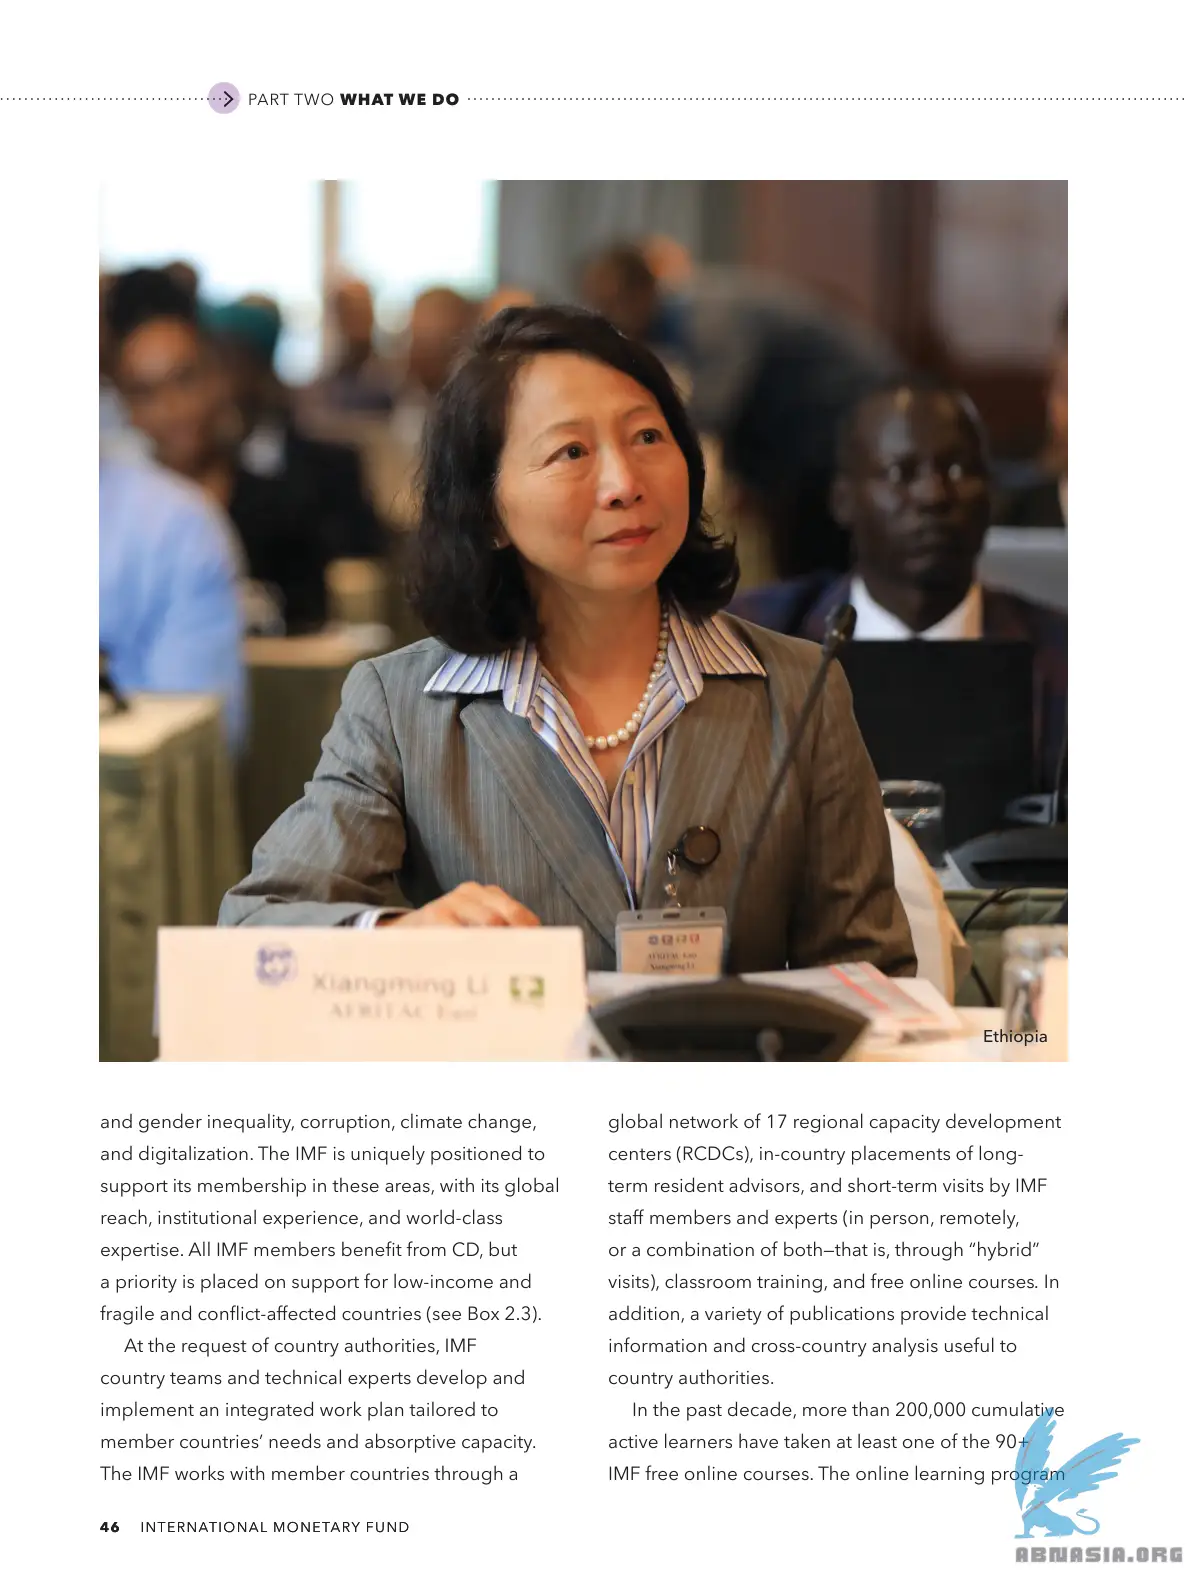 PART TWO WHAT WE DO
Xiangming Li
AFRITAC East
AFRITAC East
Xiangming Li
Ethiopia
and gender inequality, corruption, climate change,
and digitalization. The IMF is uniquely positioned to
support its membership in these areas, with its global
reach, institutional experience, and world-class
expertise. All IMF members benefit from CD, but
a priority is placed on support for low-income and
fragile and conflict-affected countries (see Box 2.3).
At the request of country authorities, IMF
country teams and technical experts develop and
implement an integrated work plan tailored to
member countries’ needs and absorptive capacity.
The IMF works with member countries through a
global network of 17 regional capacity development
centers (RCDCs), in-country placements of long-
term resident advisors, and short-term visits by IMF
staff members and experts (in person, remotely,
or a combination of both—that is, through “hybrid”
visits), classroom training, and free online courses. In
addition, a variety of publications provide technical
information and cross-country analysis useful to
country authorities.
In the past decade, more than 200,000 cumulative
active learners have taken at least one of the 90+
IMF free online courses. The online learning program
46 INTERNATIONAL MONETARY FUND
ABNASIA.ORG